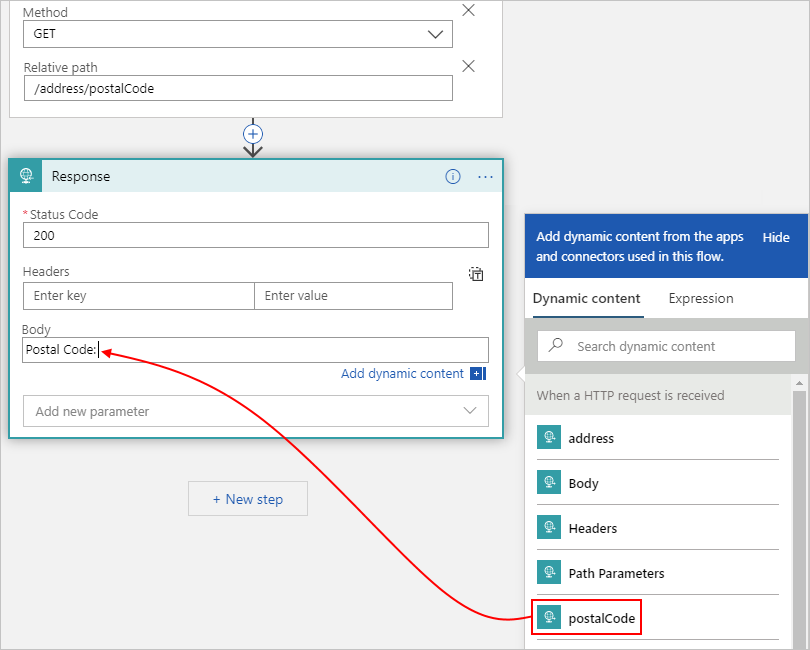 Method
GET
Relative path
/address/postalCode
Response
* Status Code
200
Headers
Enter key
Enter value
Body
Postal Code:
Add dynamic content
Add new parameter
+ New step
Add dynamic content from the apps
and connectors used in this flow.
Hide
Dynamic content
Expression
Search dynamic content
When a HTTP request is received
address
Body
Headers
Path Parameters
postalCode